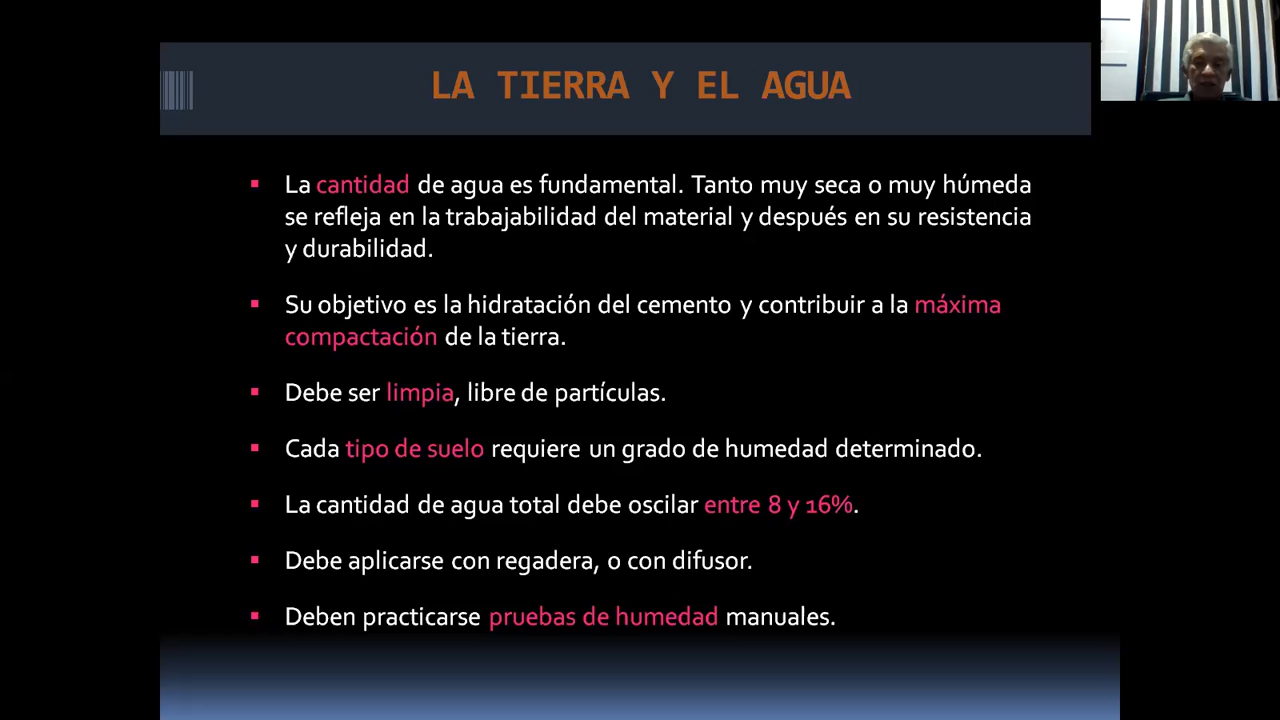 LA TIERRA Y EL AGUA
▪ La cantidad de agua es fundamental. Tanto muy seca o muy húmeda
se refleja en la trabajabilidad del material y después en su resistencia
y durabilidad.
▪ Su objetivo es la hidratación del cemento y contribuir a la máxima
compactación de la tierra.
▪ Debe ser limpia, libre de partículas.
▪ Cada tipo de suelo requiere un grado de humedad determinado.
▪ La cantidad de agua total debe oscilar entre 8 y 16%.
▪ Debe aplicarse con regadera, o con difusor.
▪ Deben practicarse pruebas de humedad manuales.